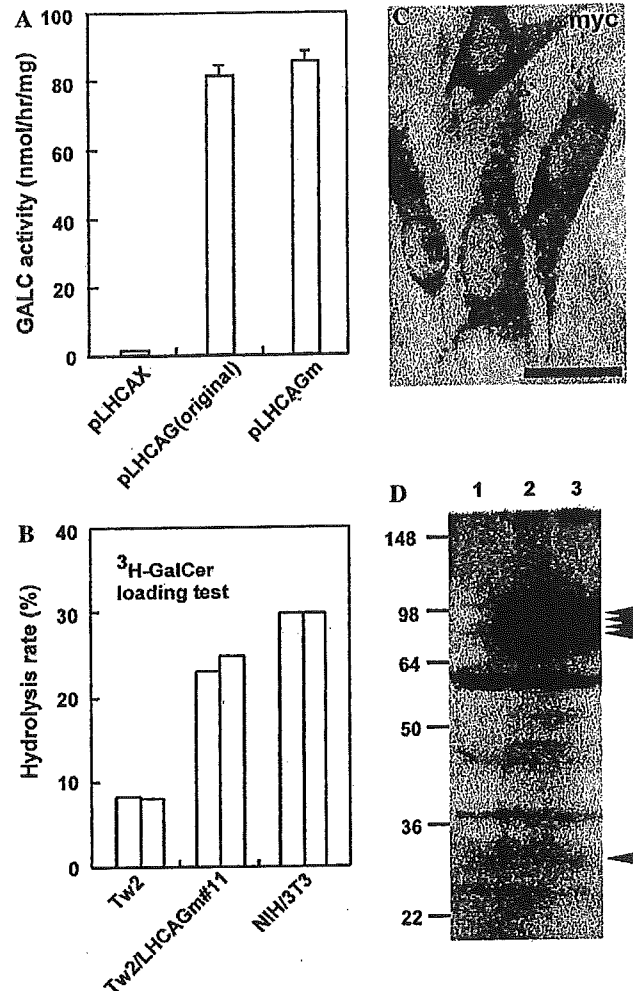 A
GALC activity (nmol/hr/mg)
100
80
60
40
20
0
pLHCAX
pLHCAG(original)
pLHCAGm
C
myc
B
Hydrolysis rate (%)
40
30
20
10
0
3H-GalCer
loading test
Tw2
Tw2/LHCAGm#11
NIH/3T3
D
1 2 3
148
98
64
50
36
22